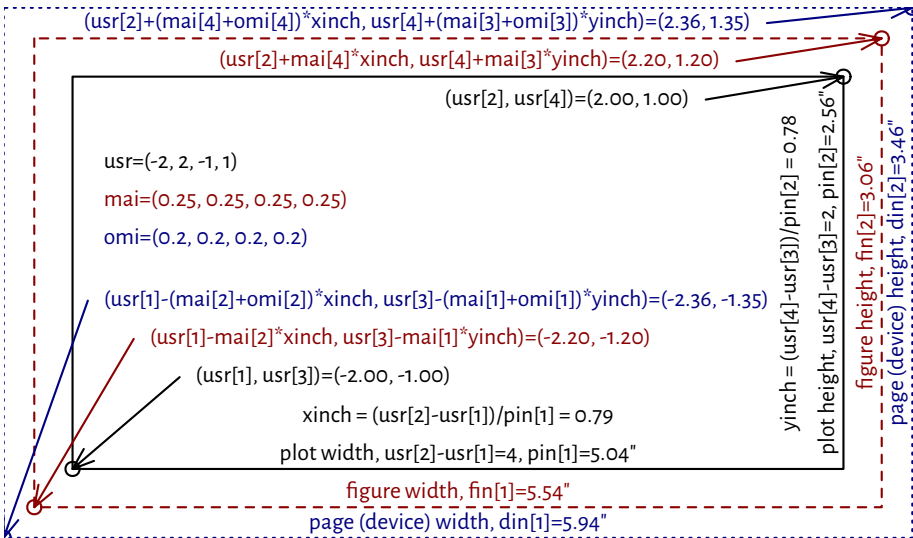 (usr[2]+(mai[4]+omi[4])*xinch, usr[4]+(mai[3]+omi[3])*yinch)=(2.36, 1.35)
(usr[2]+mai[4]*xinch, usr[4]+mai[3]*yinch)=(2.20, 1.20)
(usr[2], usr[4])=(2.00, 1.00)
usr=(-2, 2, -1, 1)
mai=(0.25, 0.25, 0.25, 0.25)
omi=(0.2, 0.2, 0.2, 0.2)
(usr[1]-(mai[2]+omi[2])*xinch, usr[3]-(mai[1]+omi[1])*yinch)=(-2.36, -1.35)
(usr[1]-mai[2]*xinch, usr[3]-mai[1]*yinch)=(-2.20, -1.20)
(usr[1], usr[3])=(-2.00, -1.00)
xinch = (usr[2]-usr[1])/pin[1] = 0.79
plot width, usr[2]-usr[1]=4, pin[1]=5.04"
figure width, fin[1]=5.54"
page (device) width, din[1]=5.94"
yinch = (usr[4]-usr[3])/pin[2] = 0.78
plot height, usr[4]-usr[3]=2, pin[2]=2.56"
figure height, fin[2]=3.06"
page (device) height, din[2]=3.46"